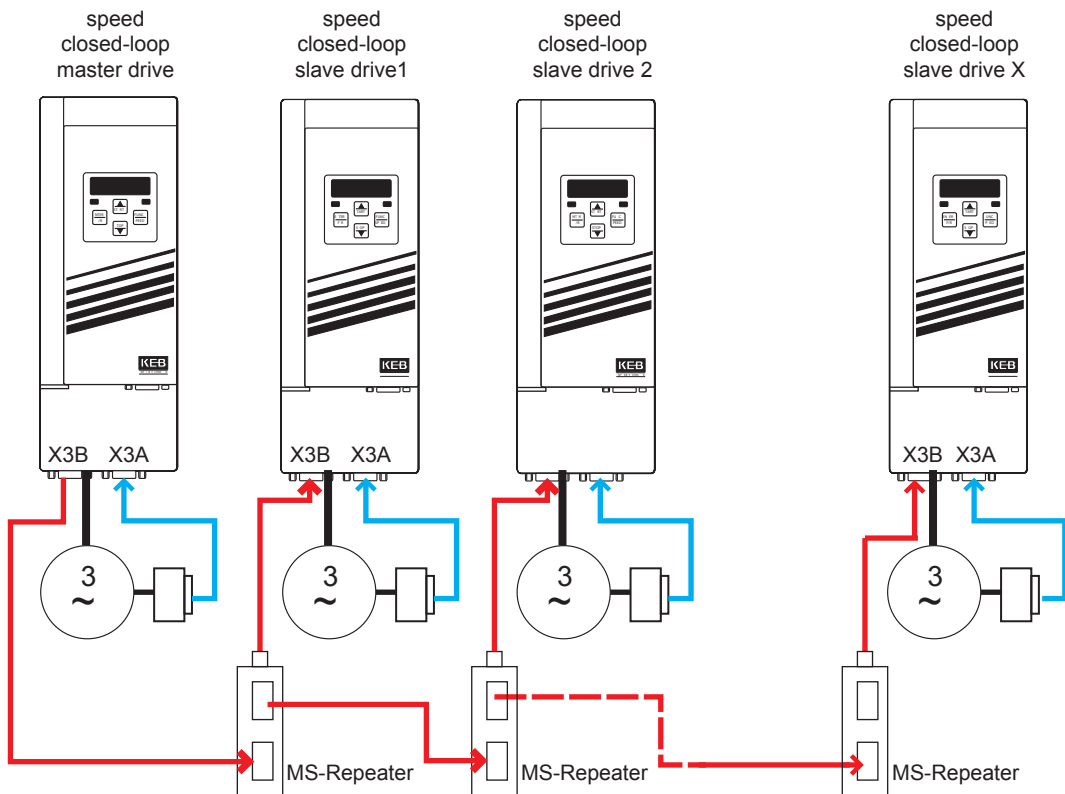 speed
closed-loop
master drive
speed
closed-loop
slave drive1
speed
closed-loop
slave drive 2
speed
closed-loop
slave drive X
KEB
KEB
KEB
KEB
X3B X3A
X3B X3A
X3B X3A
3
~
3
~
3
~
3
~
MS-Repeater
MS-Repeater
MS-Repeater